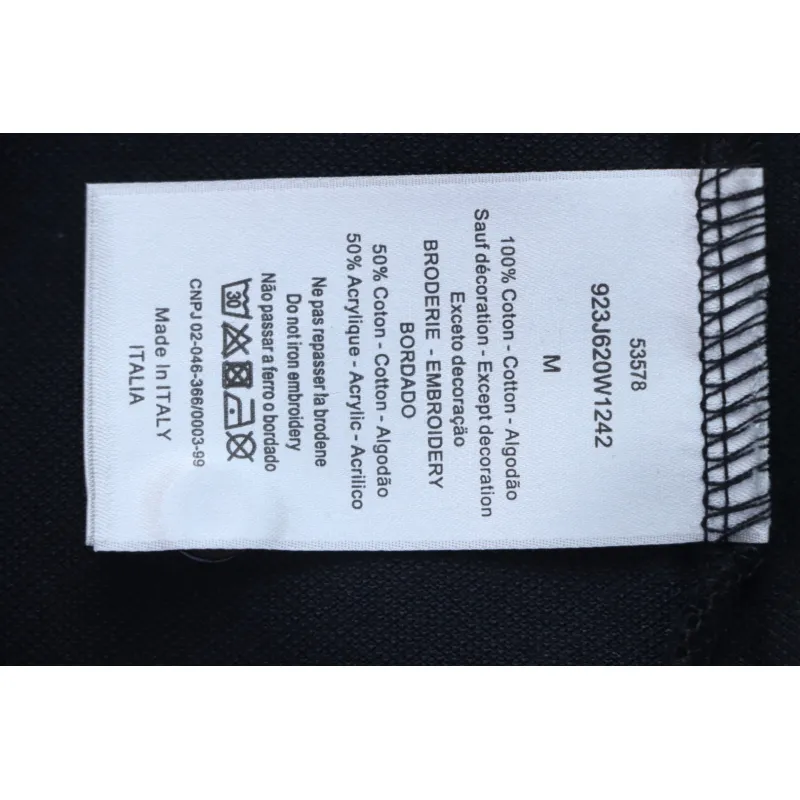 53578
923J620W1242
M
100% Coton - Cotton - Algodão
Sauf décoration - Except decoration
Exceto decoração
BRODERIE - EMBROIDERY
BORDADO
50% Coton - Cotton - Algodão
50% Acrylique - Acrylic - Acrilico
Ne pas repasser la brodene
Do not iron embroidery
Não passar a ferro o bordado
30
CNPJ 02-046-366/0003-99
Made In ITALY
ITALIA